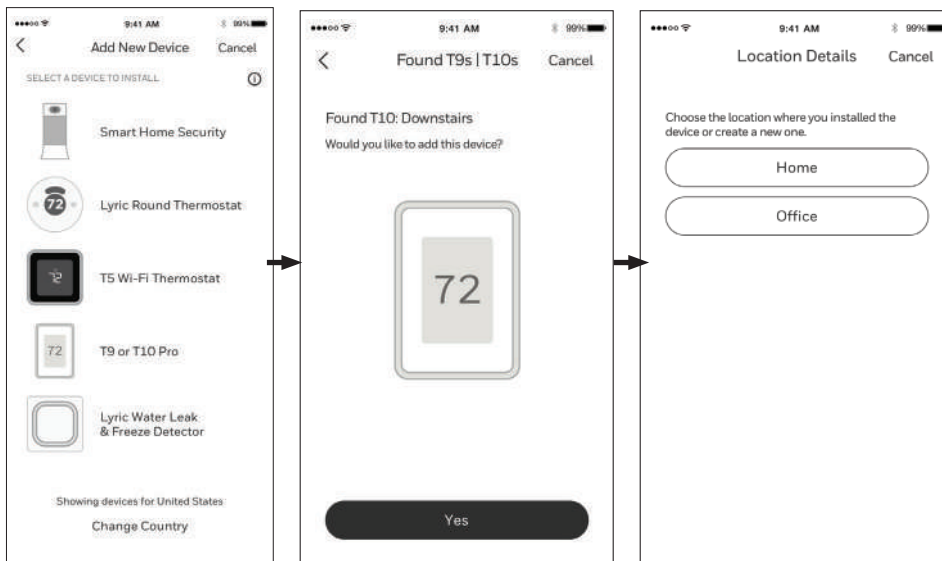 9:41 AM
99%
Add New Device
Cancel
SELECT A DEVICE TO INSTALL
Smart Home Security
72
Lyric Round Thermostat
T5 Wi-Fi Thermostat
72
T9 or T10 Pro
Lyric Water Leak
& Freeze Detector
Showing devices for United States
Change Country
9:41 AM
99%
Found T9s | T10s
Cancel
Found T10: Downstairs
Would you like to add this device?
72
Yes
9:41 AM
99%
Location Details
Cancel
Choose the location where you installed the
device or create a new one.
Home
Office